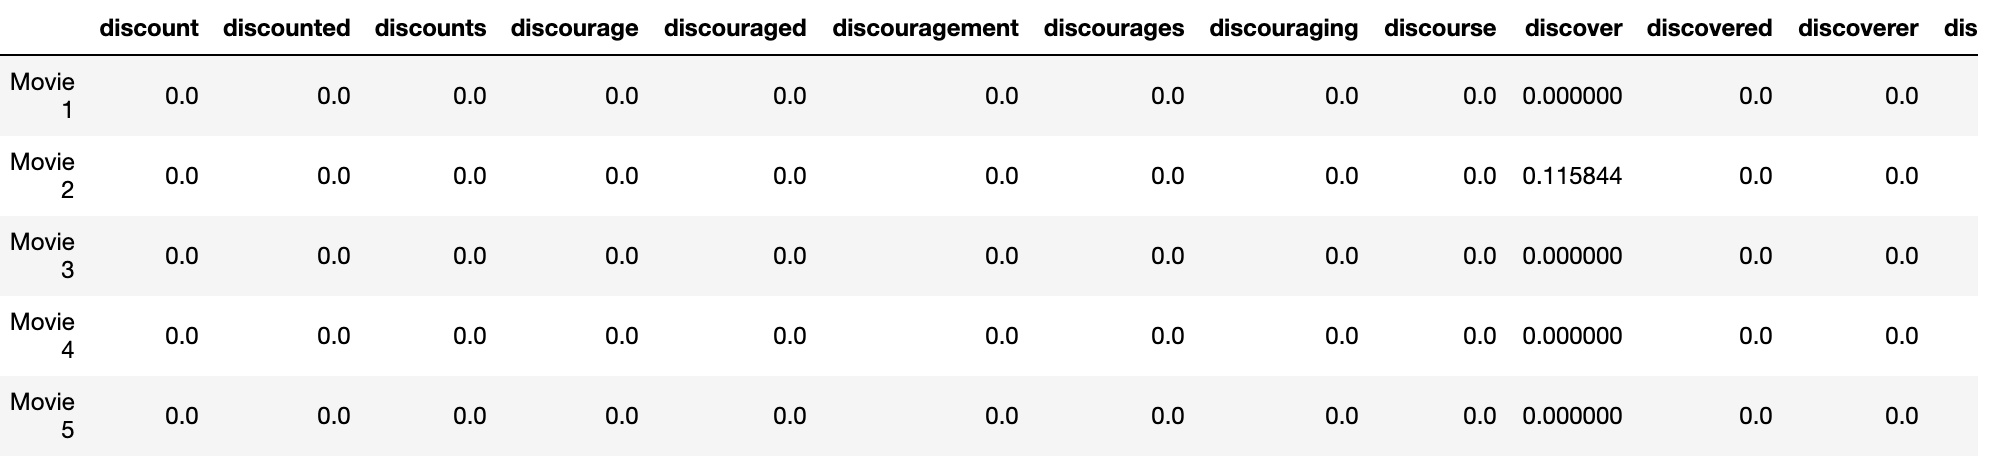 discount discounted discounts discourage discouraged discouragement discourages discouraging discourse discover discovered discoverer dis
Movie 1 0.0 0.0 0.0 0.0 0.0 0.0 0.0 0.0 0.0 0.000000 0.0 0.0
Movie 2 0.0 0.0 0.0 0.0 0.0 0.0 0.0 0.0 0.0 0.115844 0.0 0.0
Movie 3 0.0 0.0 0.0 0.0 0.0 0.0 0.0 0.0 0.0 0.000000 0.0 0.0
Movie 4 0.0 0.0 0.0 0.0 0.0 0.0 0.0 0.0 0.0 0.000000 0.0 0.0
Movie 5 0.0 0.0 0.0 0.0 0.0 0.0 0.0 0.0 0.0 0.000000 0.0 0.0